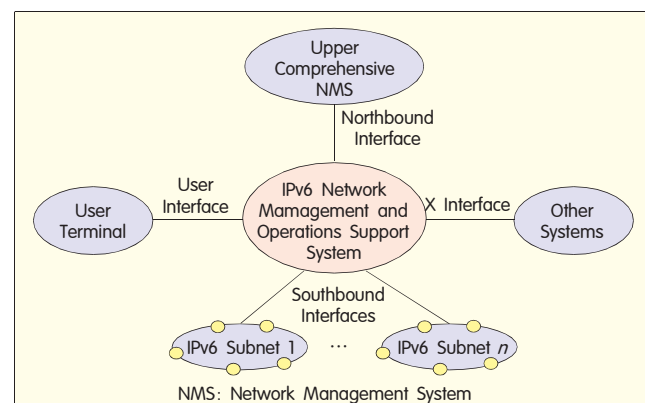 Upper
Comprehensive
NMS
Northbound
Interface
User
Interface
User
Terminal
IPv6 Network
Mamagement and
Operations Support
System
X Interface
Other
Systems
Southbound
Interfaces
IPv6 Subnet 1
...
IPv6 Subnet n
NMS: Network Management System